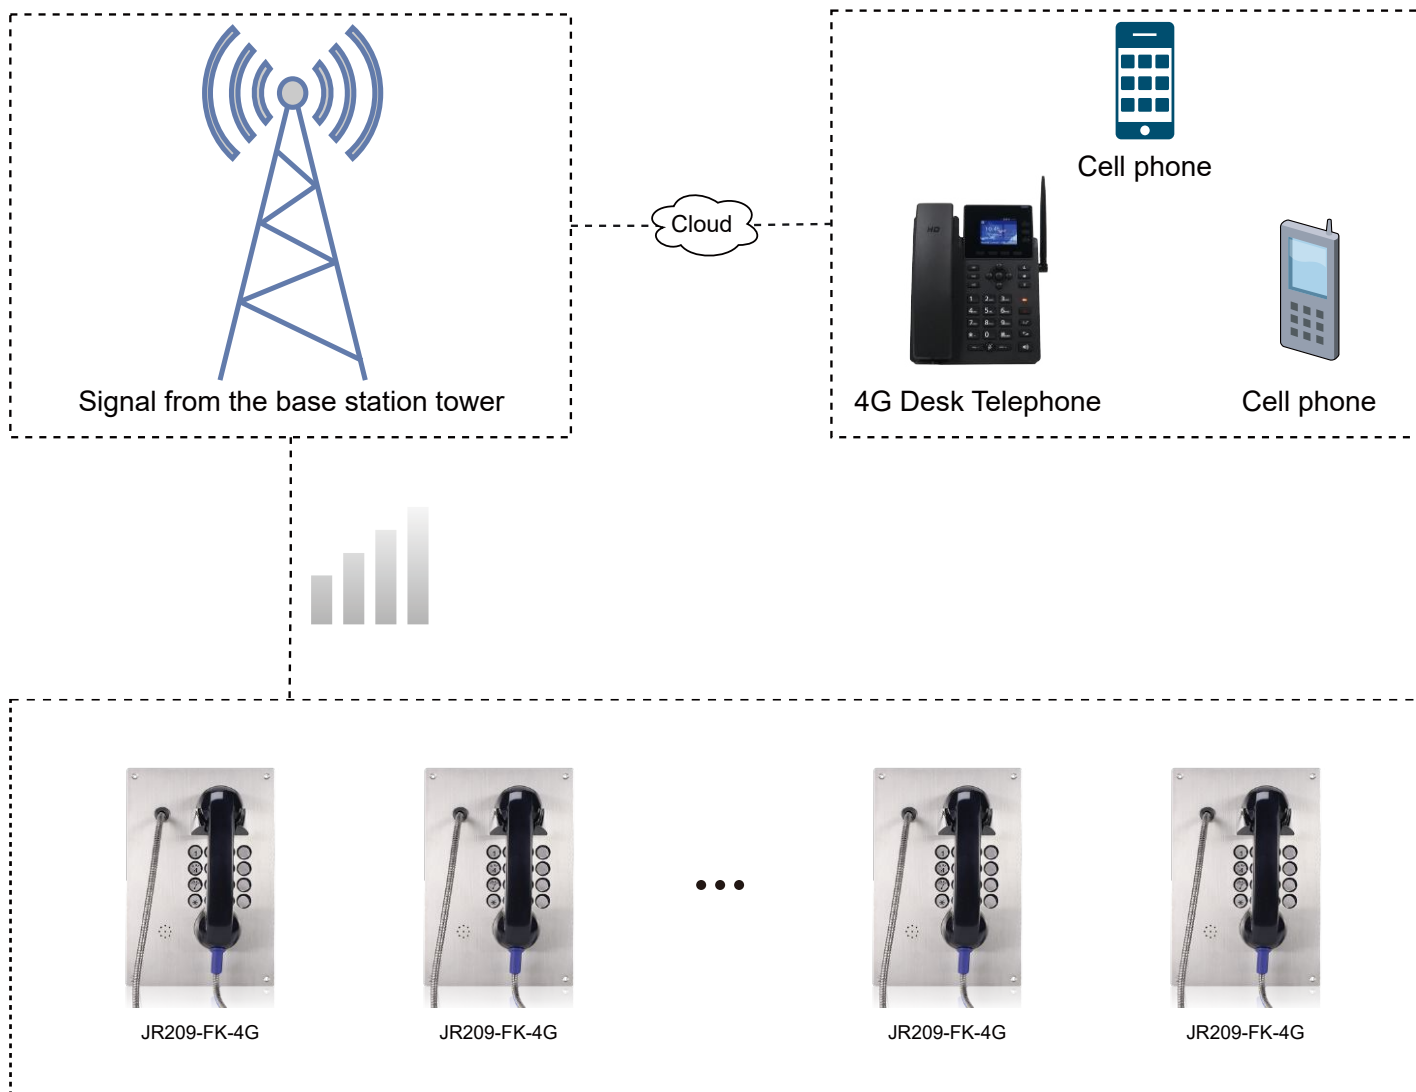 Cell phone
Cloud
HD
Signal from the base station tower
4G Desk Telephone
Cell phone
JR209-FK-4G
JR209-FK-4G
JR209-FK-4G
JR209-FK-4G